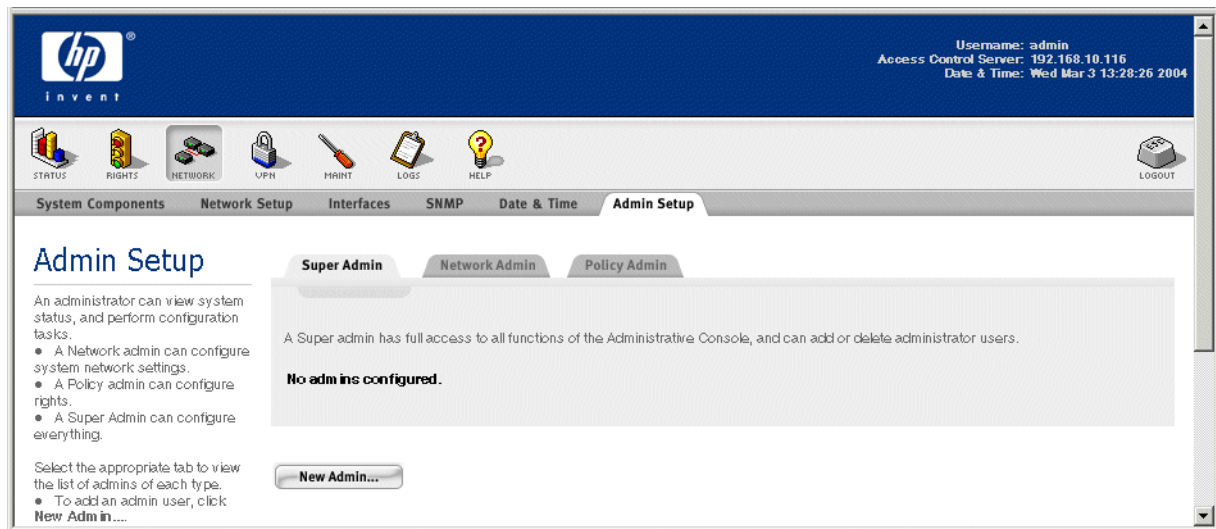 hp ®
invent
Username: admin
Access Control Server: 192.168.10.116
Date & Time: Wed Mar 3 13:28:26 2004
STATUS RIGHTS NETWORK VPN MAINT LOGS HELP LOGOUT
System Components Network Setup Interfaces SNMP Date & Time Admin Setup
Admin Setup
An administrator can view system
status, and perform configuration
tasks.
● A Network admin can configure
system network settings.
● A Policy admin can configure
rights.
● A Super Admin can configure
everything.
Select the appropriate tab to view
the list of admins of each type.
● To add an admin user, click
New Admin....
Super Admin Network Admin Policy Admin
A Super admin has full access to all functions of the Administrative Console, and can add or delete administrator users.
No admins configured.
New Admin...